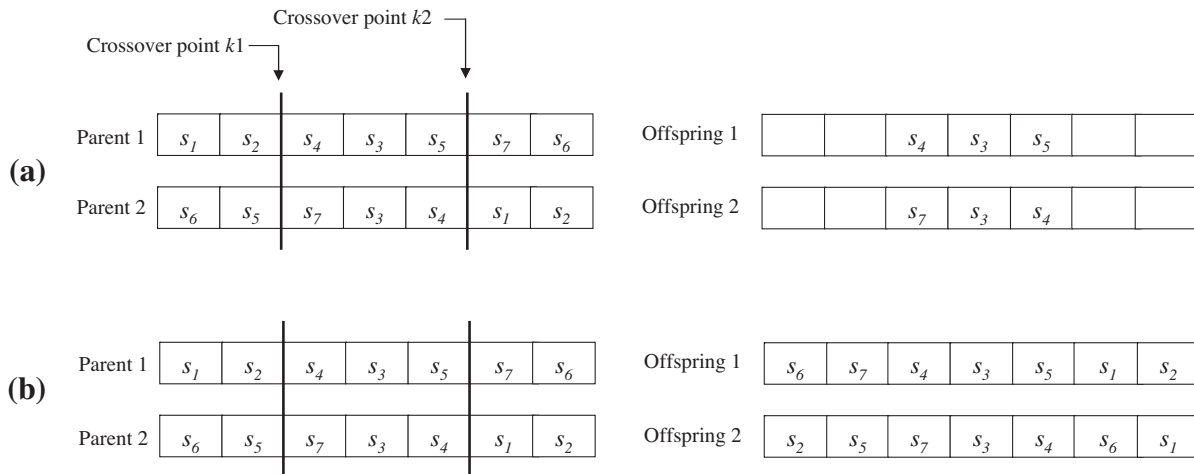 Crossover point k2
Crossover point k1
(a)
Parent 1 s₁ s₂ s₄ s₃ s₅ s₇ s₆
Offspring 1 s₄ s₃ s₅
Parent 2 s₆ s₅ s₇ s₃ s₄ s₁ s₂
Offspring 2 s₇ s₃ s₄
(b)
Parent 1 s₁ s₂ s₄ s₃ s₅ s₇ s₆
Offspring 1 s₆ s₇ s₄ s₃ s₅ s₁ s₂
Parent 2 s₆ s₅ s₇ s₃ s₄ s₁ s₂
Offspring 2 s₂ s₅ s₇ s₃ s₄ s₆ s₁